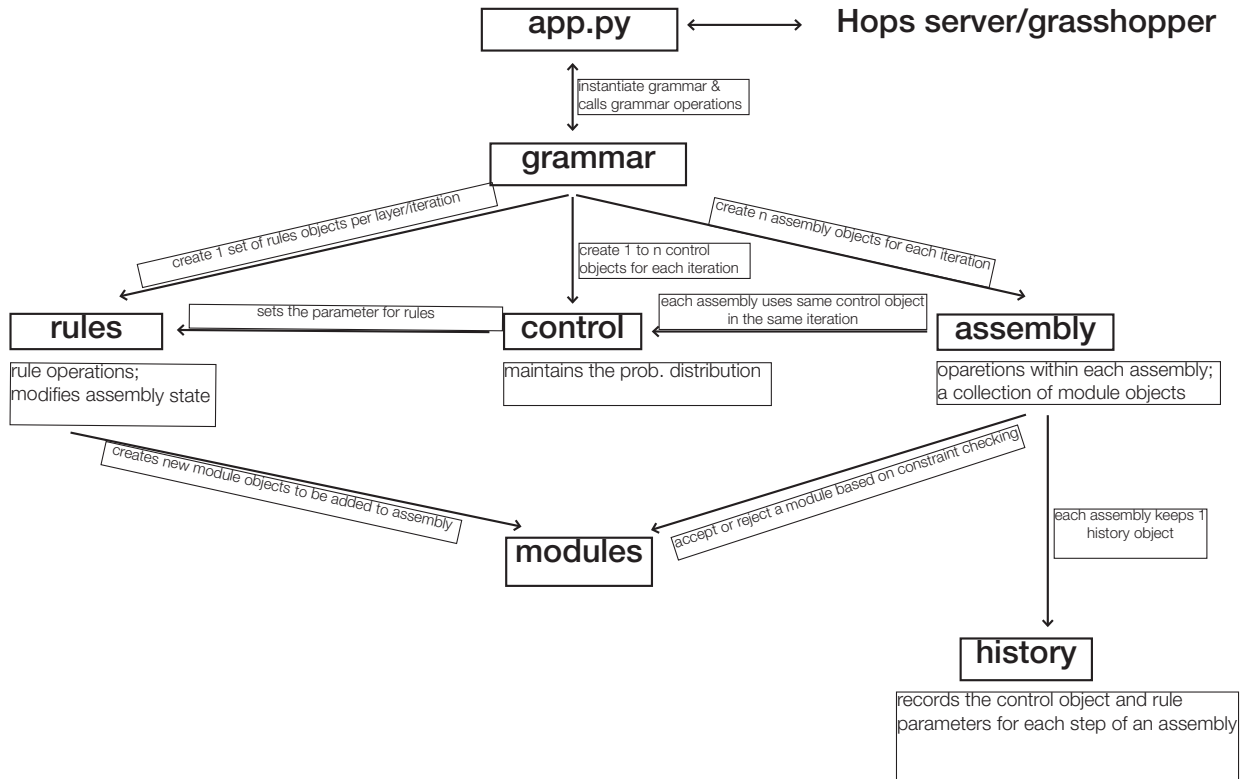 app.py
Hops server/grasshopper
instantiate grammar &
calls grammar operations
grammar
create 1 set of rules objects per layer/iteration
create 1 to n control
objects for each iteration
create n assembly objects for each iteration
rules
sets the parameter for rules
control
each assembly uses same control object
in the same iteration
assembly
rule operations;
modifies assembly state
maintains the prob. distribution
oparetions within each assembly;
a collection of module objects
creates new module objects to be added to assembly
accept or reject a module based on constraint checking
each assembly keeps 1
history object
modules
history
records the control object and rule
parameters for each step of an assembly